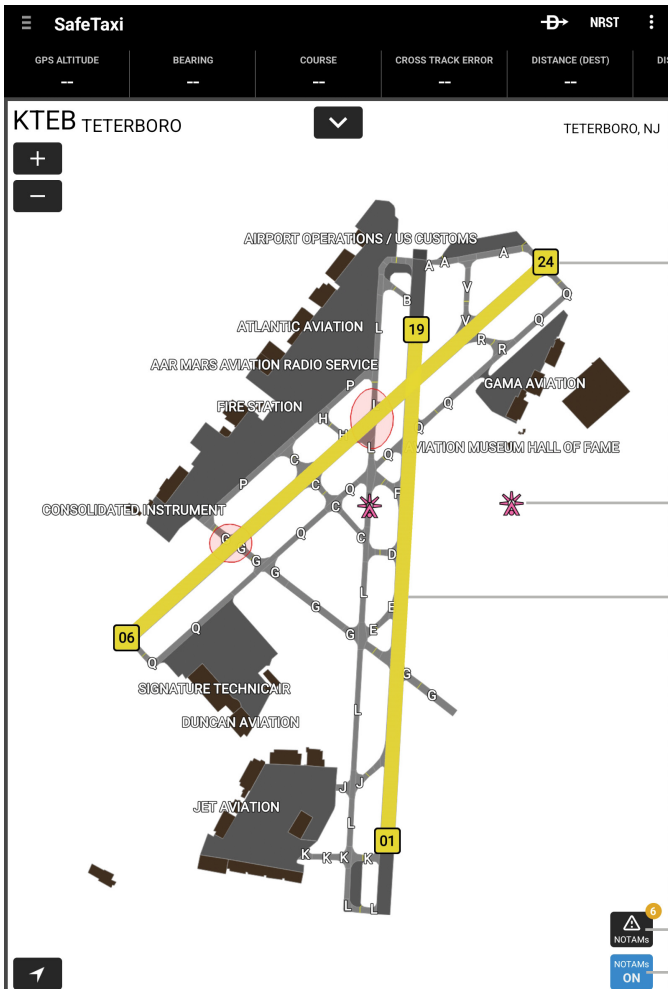 SafeTaxi
NRST
GPS ALTITUDE
BEARING
COURSE
CROSS TRACK ERROR
DISTANCE (DEST)
--
--
--
--
--
KTEB TETERBORO
TETERBORO, NJ
+
−
AIRPORT OPERATIONS / US CUSTOMS
A
A
A
24
V
Q
B
ATLANTIC AVIATION
L
19
V
Q
R
R
AAR MARS AVIATION RADIO SERVICE
P
GAMA AVIATION
FIRE STATION
L
Q
H
H
Q
L
AVIATION MUSEUM HALL OF FAME
C
Q
P
C
Q
F
CONSOLIDATED INSTRUMENT
C
G
Q
C
G
D
G
G
L
G
E
06
Q
G
E
Q
G
SIGNATURE TECHNICAIR
G
L
DUNCAN AVIATION
J
J
JET AVIATION
L
01
K
K
K
K
L
L
6
NOTAMs
NOTAMs
ON